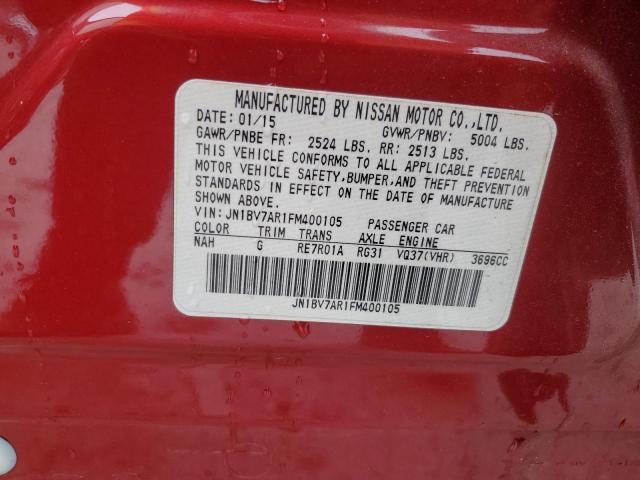 MANUFACTURED BY NISSAN MOTOR CO.,LTD.
DATE: 01/15 GVWR/PNBV: 5004 LBS.
GAWR/PNBE FR: 2524 LBS. RR: 2513 LBS.
THIS VEHICLE CONFORMS TO ALL APPLICABLE FEDERAL
MOTOR VEHICLE SAFETY,BUMPER,AND THEFT PREVENTION
STANDARDS IN EFFECT ON THE DATE OF MANUFACTURE
SHOWN ABOVE.
VIN: JN1BV7AR1FM400105 PASSENGER CAR
COLOR TRIM TRANS AXLE ENGINE
NAH G RE7R01A RG31 VQ37(VHR) 3696CC
JN1BV7AR1FM400105